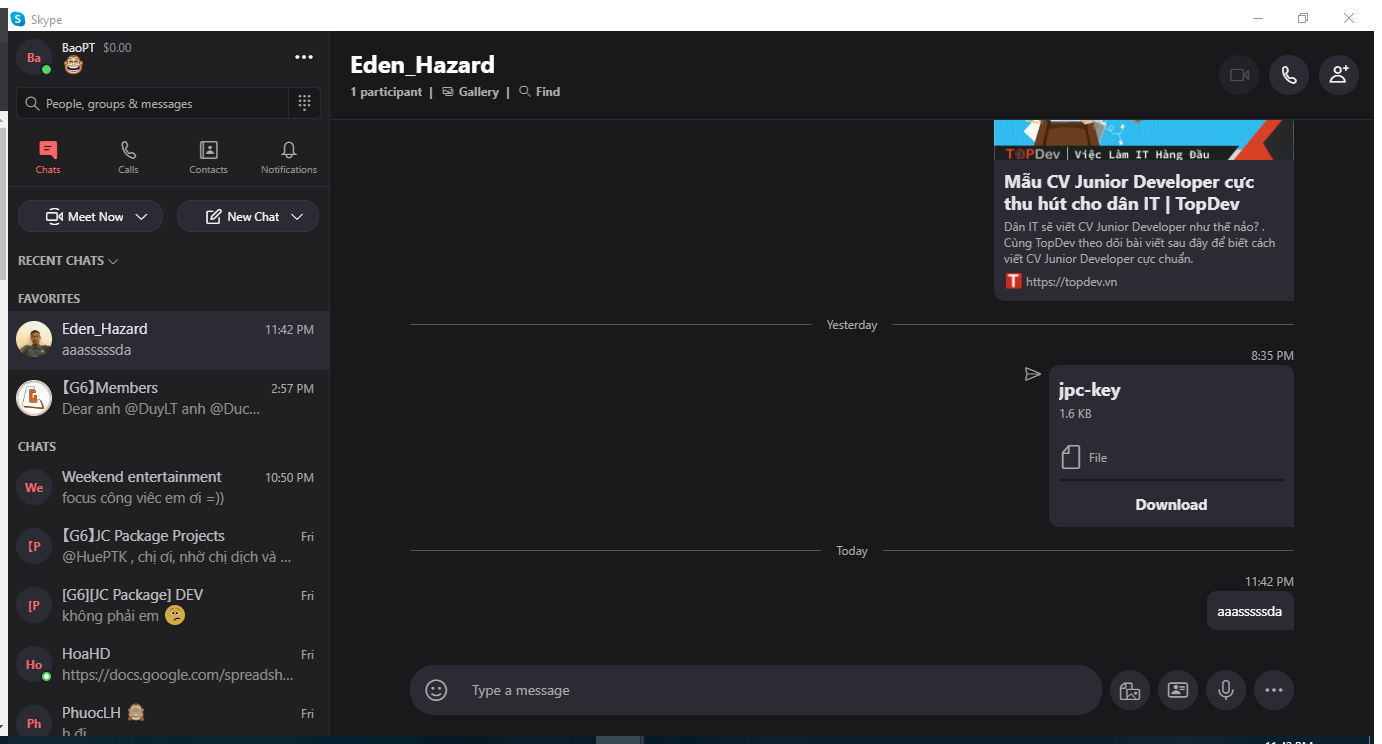 Skype
Ba
BaoPT $0.00
People, groups & messages
Chats
Calls
Contacts
Notifications
Meet Now
New Chat
RECENT CHATS
FAVORITES
Eden_Hazard 11:42 PM
aaasssssda
【G6】Members 2:57 PM
Dear anh @DuyLT anh @Duc...
CHATS
We
Weekend entertainment 10:50 PM
focus công viêc em ơi =))
[P
【G6】JC Package Projects Fri
@HuePTK , chị ơi, nhờ chị dịch và ...
[P
[G6][JC Package] DEV Fri
không phải em
Ho
HoaHD Fri
https://docs.google.com/spreadsh...
Ph
PhuocLH Fri
h đi
Eden_Hazard
1 participant | Gallery | Find
TOPDev | Việc Làm IT Hàng Đầu
Mẫu CV Junior Developer cực
thu hút cho dân IT | TopDev
Dân IT sẽ viết CV Junior Developer như thế nảo? .
Cùng TopDev theo dõi bài viết sau đây để biết cách
viết CV Junior Developer cực chuẩn.
T https://topdev.vn
Yesterday
8:35 PM
jpc-key
1.6 KB
File
Download
Today
11:42 PM
aaasssssda
Type a message